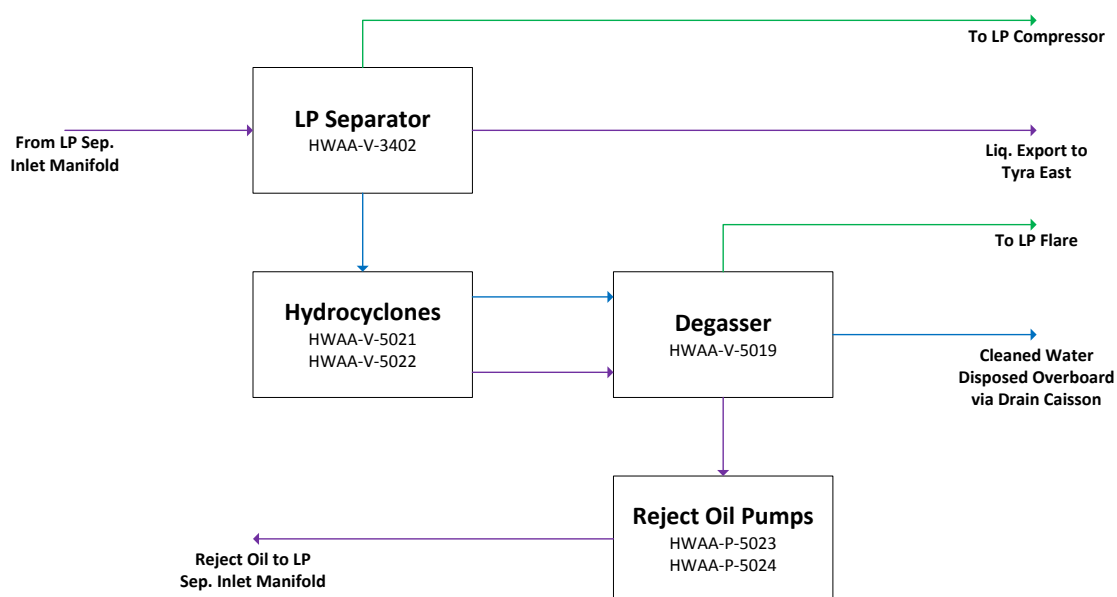 To LP Compressor
LP Separator
HWAA-V-3402
From LP Sep.
Inlet Manifold
Liq. Export to
Tyra East
To LP Flare
Hydrocyclones
HWAA-V-5021
HWAA-V-5022
Degasser
HWAA-V-5019
Cleaned Water
Disposed Overboard
via Drain Caisson
Reject Oil Pumps
HWAA-P-5023
HWAA-P-5024
Reject Oil to LP
Sep. Inlet Manifold